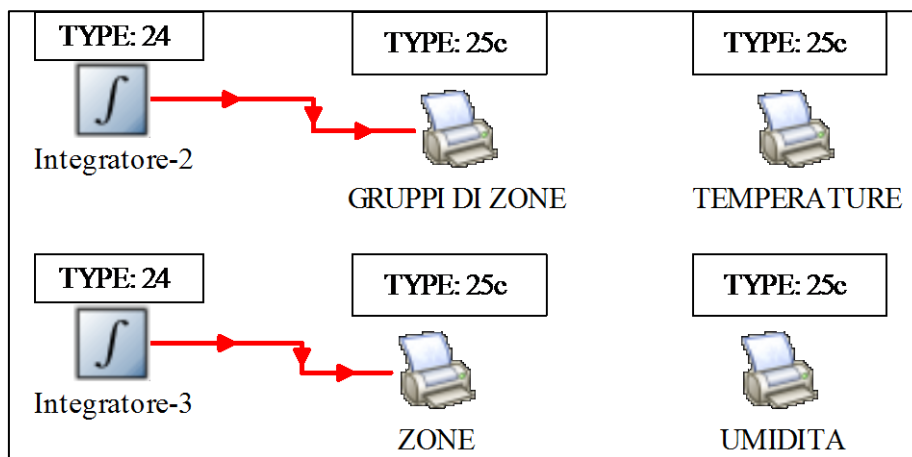 TYPE: 24
TYPE: 25c
TYPE: 25c
Integratore-2
GRUPPI DI ZONE
TEMPERATURE
TYPE: 24
TYPE: 25c
TYPE: 25c
Integratore-3
ZONE
UMIDITA